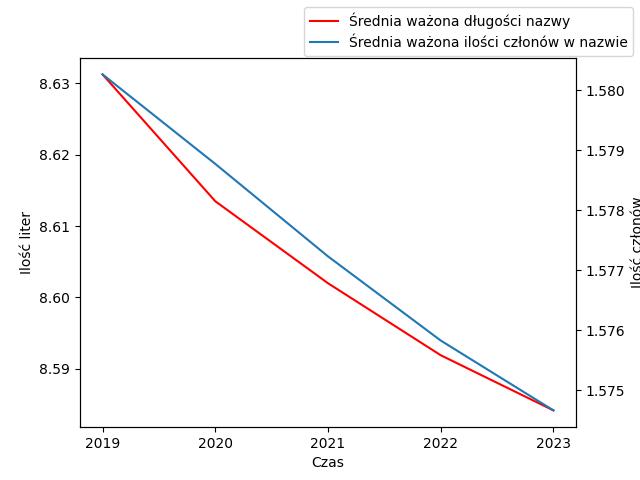 Średnia ważona długości nazwy
Średnia ważona ilości członów w nazwie
8.63
8.62
8.61
8.60
8.59
Ilość liter
1.580
1.579
1.578
1.577
1.576
1.575
Ilość członów
2019 2020 2021 2022 2023
Czas